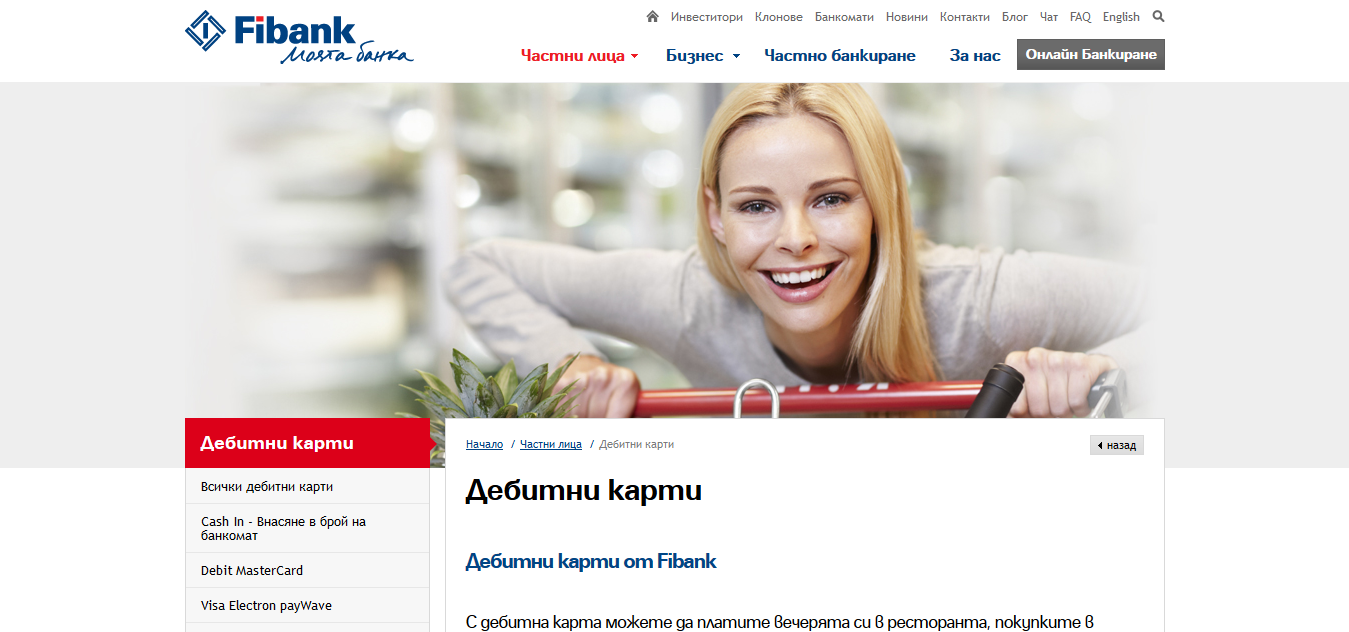 Fibank
Моята банка
Инвеститори Клонове Банкомати Новини Контакти Блог Чат FAQ English
Частни лица Бизнес Частно банкиране За нас Онлайн Банкиране
Дебитни карти
Всички дебитни карти
Cash In - Внасяне в брой на
банкомат
Debit MasterCard
Visa Electron payWave
Начало / Частни лица / Дебитни карти
назад
Дебитни карти
Дебитни карти от Fibank
С дебитна карта можете да платите вечерята си в ресторанта, покупките в